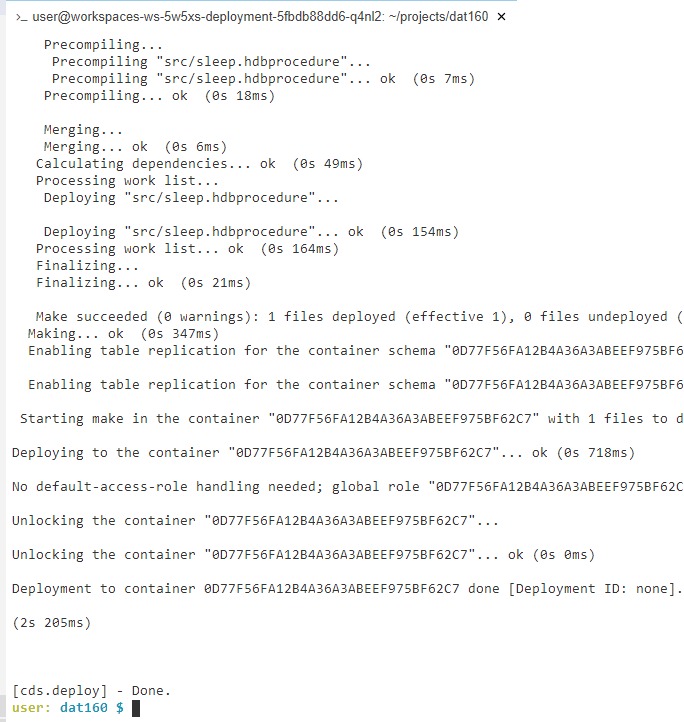 >_ user@workspaces-ws-5w5xs-deployment-5fbdb88dd6-q4nl2: ~/projects/dat160 ×
Precompiling...
Precompiling "src/sleep.hdbprocedure"...
Precompiling "src/sleep.hdbprocedure"... ok (0s 7ms)
Precompiling... ok (0s 18ms)
Merging...
Merging... ok (0s 6ms)
Calculating dependencies... ok (0s 49ms)
Processing work list...
Deploying "src/sleep.hdbprocedure"...
Deploying "src/sleep.hdbprocedure"... ok (0s 154ms)
Processing work list... ok (0s 164ms)
Finalizing...
Finalizing... ok (0s 21ms)
Make succeeded (0 warnings): 1 files deployed (effective 1), 0 files undeployed (
Making... ok (0s 347ms)
Enabling table replication for the container schema "0D77F56FA12B4A36A3ABEEF975BF6
Enabling table replication for the container schema "0D77F56FA12B4A36A3ABEEF975BF6
Starting make in the container "0D77F56FA12B4A36A3ABEEF975BF62C7" with 1 files to d
Deploying to the container "0D77F56FA12B4A36A3ABEEF975BF62C7"... ok (0s 718ms)
No default-access-role handling needed; global role "0D77F56FA12B4A36A3ABEEF975BF62C
Unlocking the container "0D77F56FA12B4A36A3ABEEF975BF62C7"...
Unlocking the container "0D77F56FA12B4A36A3ABEEF975BF62C7"... ok (0s 0ms)
Deployment to container 0D77F56FA12B4A36A3ABEEF975BF62C7 done [Deployment ID: none].
(2s 205ms)
[cds.deploy] - Done.
user: dat160 $